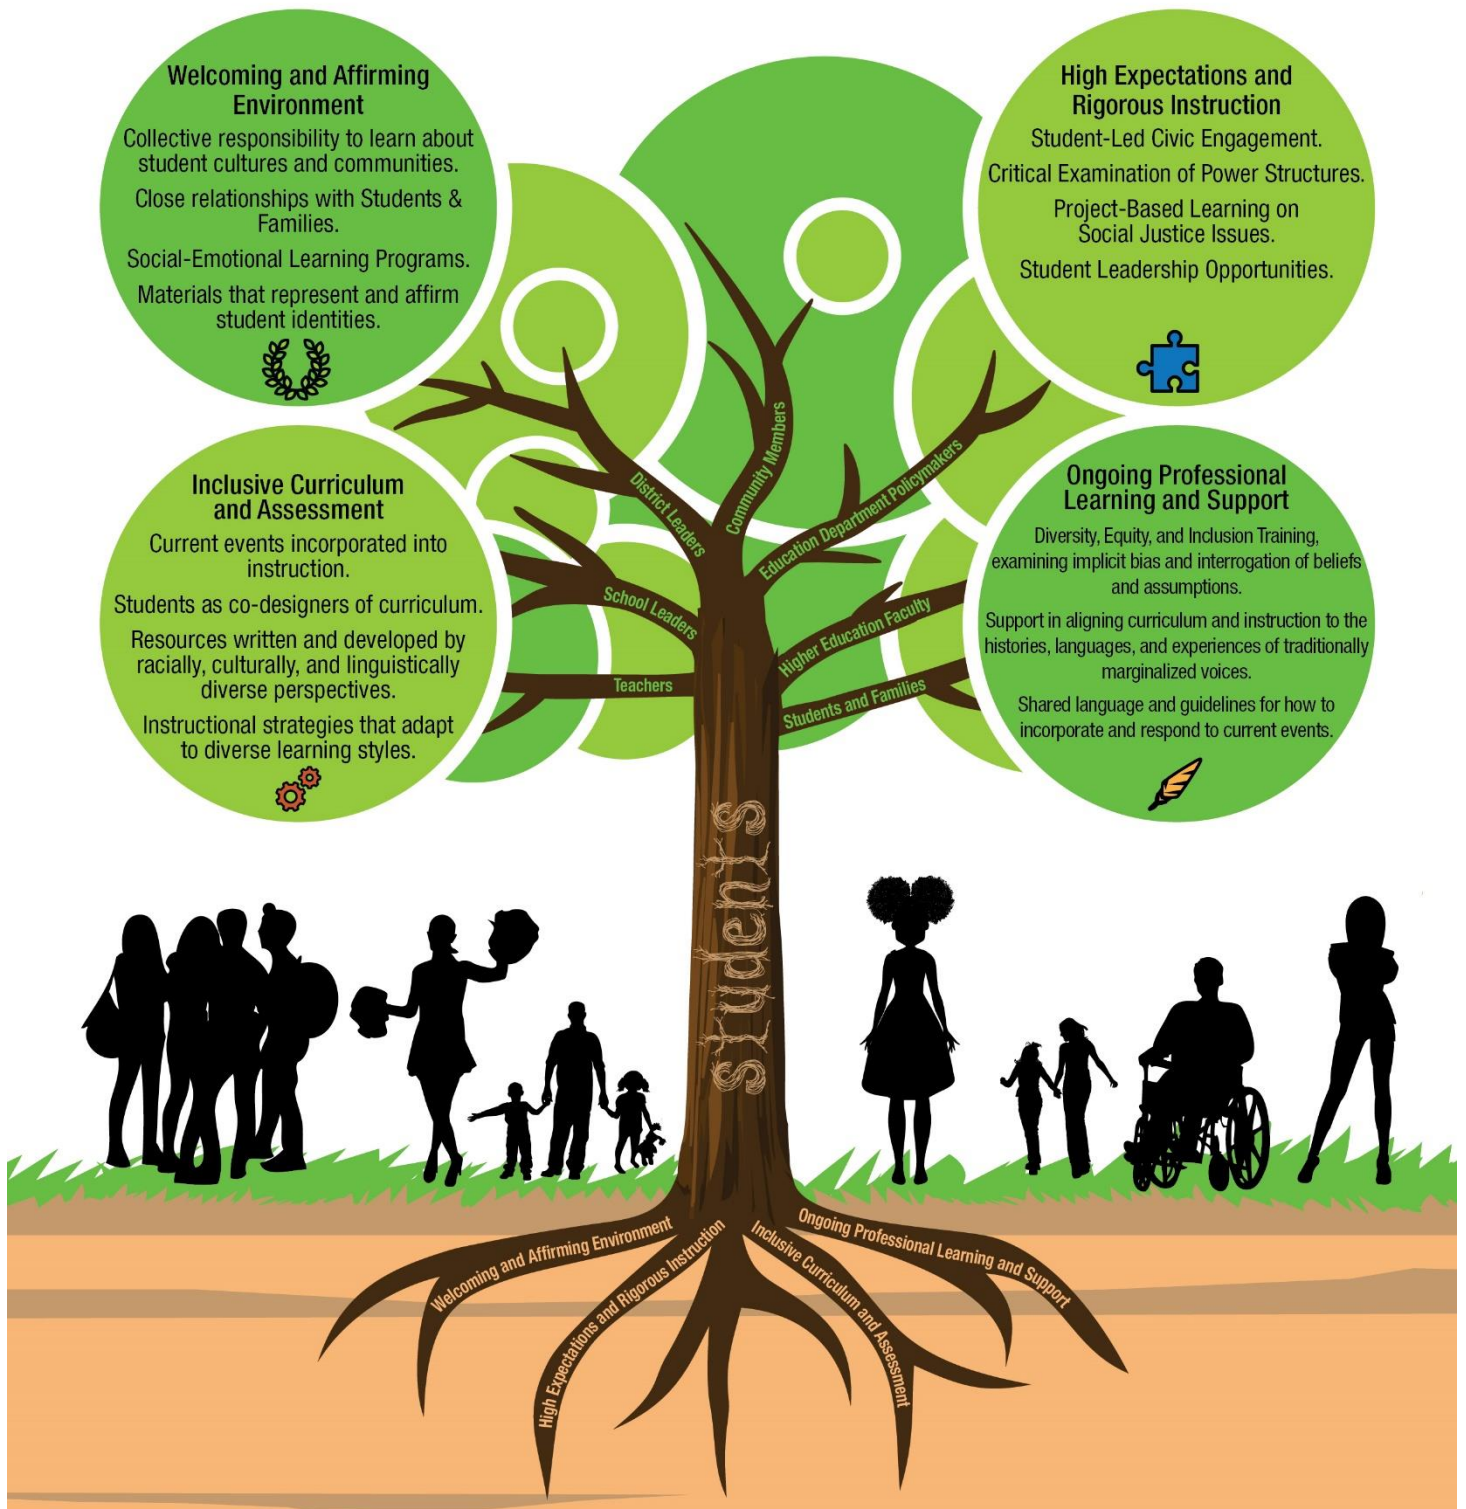 Welcoming and Affirming
Environment
Collective responsibility to learn about
student cultures and communities.
Close relationships with Students &
Families.
Social-Emotional Learning Programs.
Materials that represent and affirm
student identities.
High Expectations and
Rigorous Instruction
Student-Led Civic Engagement.
Critical Examination of Power Structures.
Project-Based Learning on
Social Justice Issues.
Student Leadership Opportunities.
Inclusive Curriculum
and Assessment
Current events incorporated into
instruction.
Students as co-designers of curriculum.
Resources written and developed by
racially, culturally, and linguistically
diverse perspectives.
Instructional strategies that adapt
to diverse learning styles.
Ongoing Professional
Learning and Support
Diversity, Equity, and Inclusion Training,
examining implicit bias and interrogation of beliefs
and assumptions.
Support in aligning curriculum and instruction to the
histories, languages, and experiences of traditionally
marginalized voices.
Shared language and guidelines for how to
incorporate and respond to current events.
District Leaders
Community Members
Education Department Policymakers
School Leaders
Higher Education Faculty
Teachers
Students and Families
students
Welcoming and Affirming Environment
High Expectations and Rigorous Instruction
Inclusive Curriculum and Assessment
Ongoing Professional Learning and Support